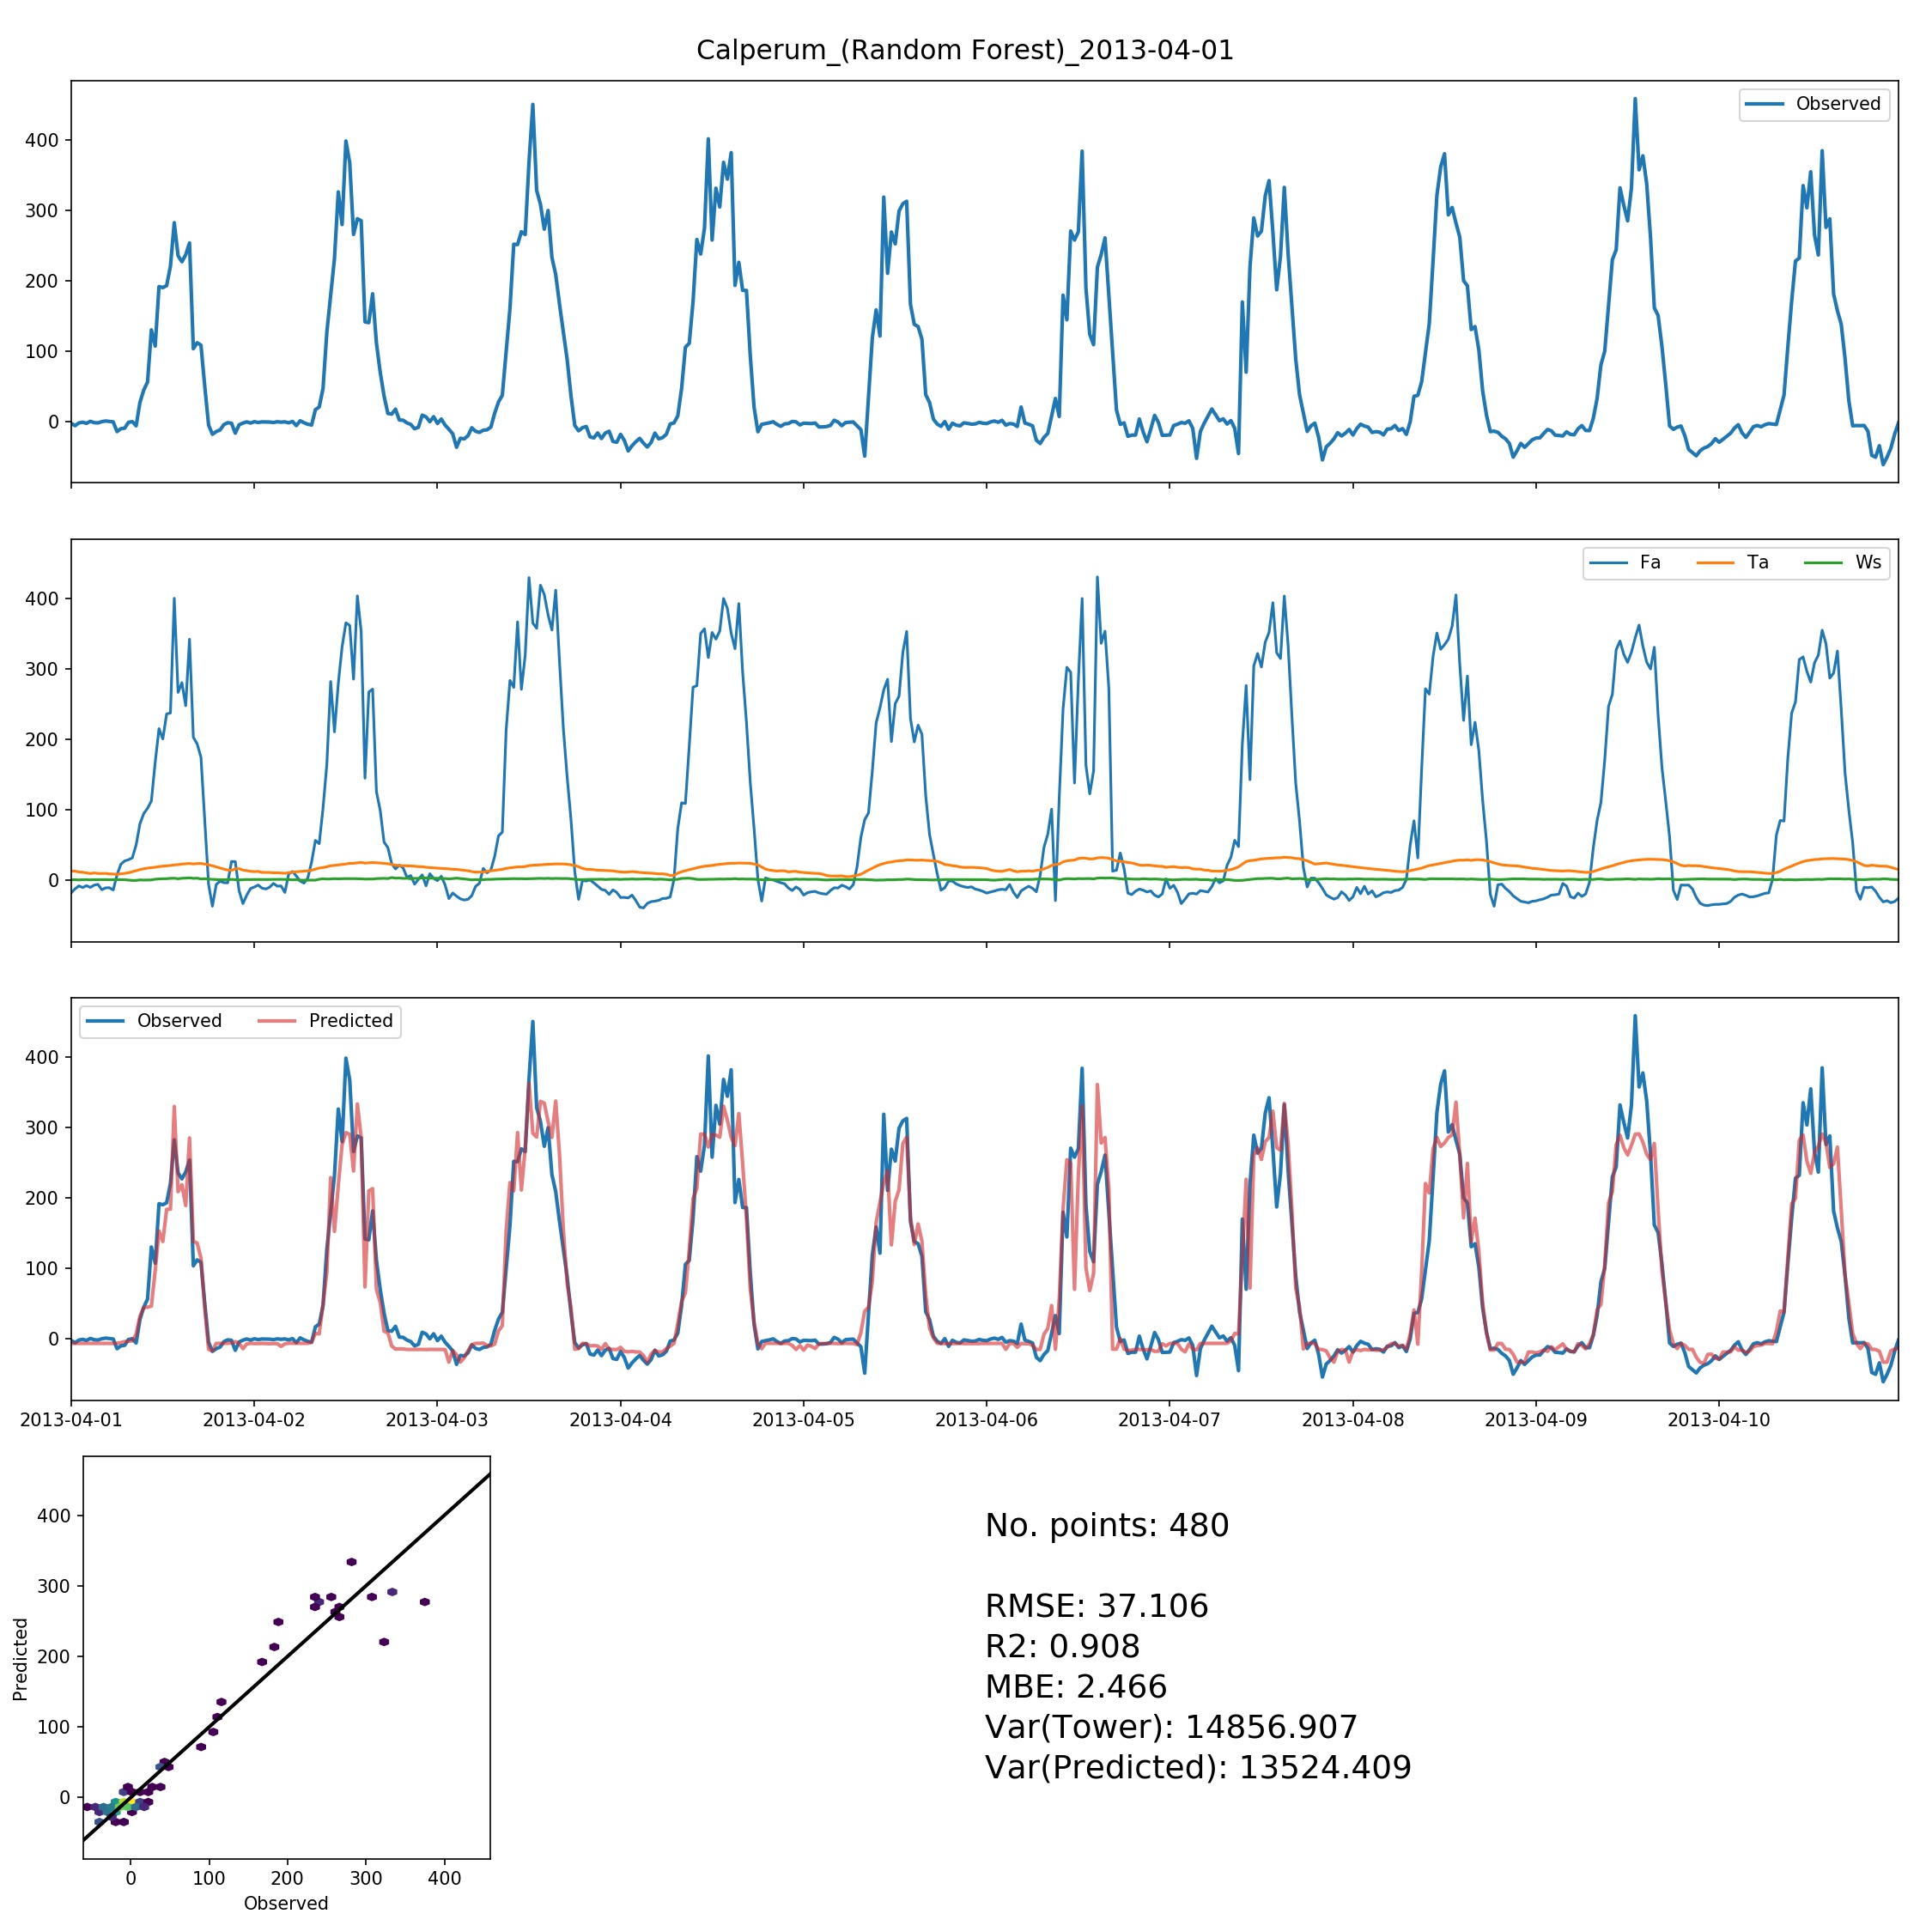 Calperum_(Random Forest)_2013-04-01
Observed
400
300
200
100
0
Fa Ta Ws
400
300
200
100
0
Observed Predicted
400
300
200
100
0
2013-04-01 2013-04-02 2013-04-03 2013-04-04 2013-04-05 2013-04-06 2013-04-07 2013-04-08 2013-04-09 2013-04-10
Predicted
400
300
200
100
0
0 100 200 300 400
Observed
No. points: 480
RMSE: 37.106
R2: 0.908
MBE: 2.466
Var(Tower): 14856.907
Var(Predicted): 13524.409